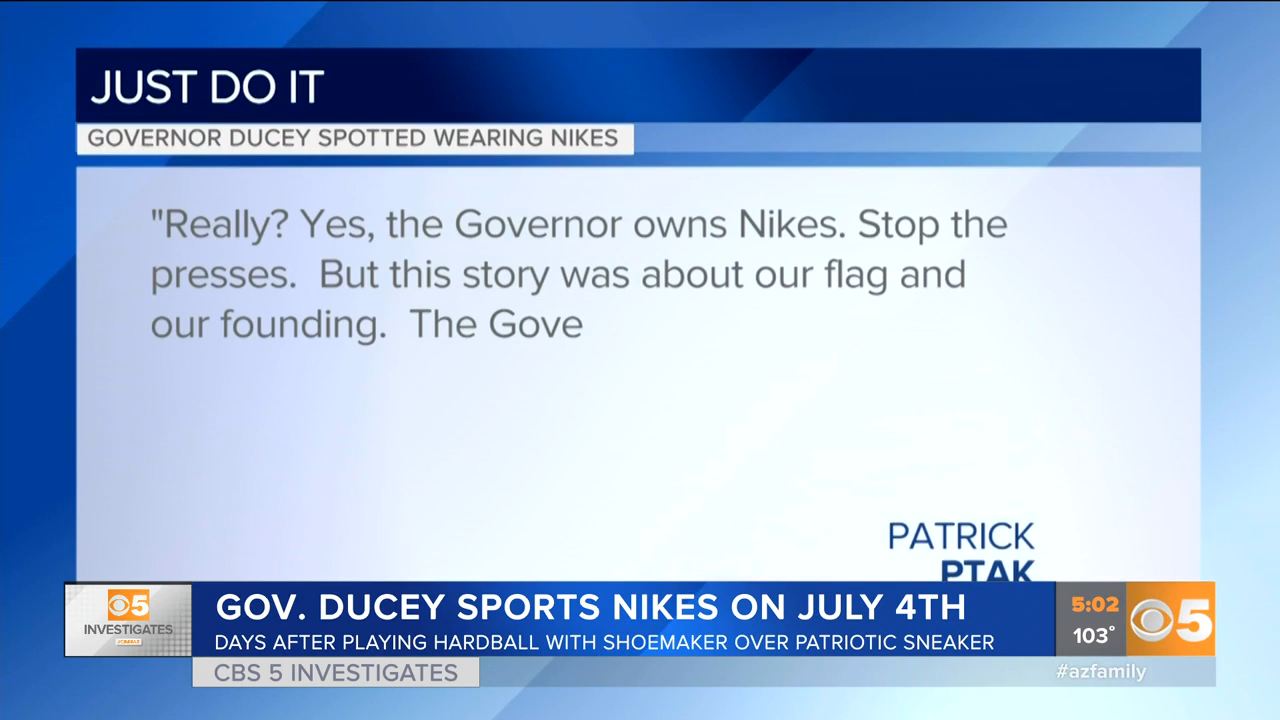 JUST DO IT
GOVERNOR DUCEY SPOTTED WEARING NIKES
"Really? Yes, the Governor owns Nikes. Stop the
presses.  But this story was about our flag and
our founding.  The Gove
PATRICK
PTAK
5
INVESTIGATES
GOV. DUCEY SPORTS NIKES ON JULY 4TH
DAYS AFTER PLAYING HARDBALL WITH SHOEMAKER OVER PATRIOTIC SNEAKER
CBS 5 INVESTIGATES
5:02
103°
5
#azfamily